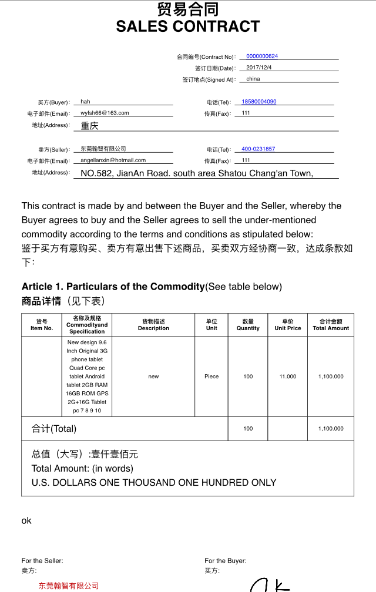 贸易合同
SALES CONTRACT
合同编号(Contract No): 0000000824
签订日期(Date): 2017/12/4
签订地点(Signed At): china
买方(Buyer): hah 电话(Tel): 18580004090
电子邮件(Email): wylsh66@163.com 传真(Fax): 111
地址(Address): 重庆
卖方(Seller): 东莞翰智有限公司 电话(Tel): 400-0231687
电子邮件(Email): angelianxin@hotmail.com 传真(Fax): 111
地址(Address): NO.582, JianAn Road. south area Shatou Chang'an Town,
This contract is made by and between the Buyer and the Seller, whereby the
Buyer agrees to buy and the Seller agrees to sell the under-mentioned
commodity according to the terms and conditions as stipulated below:
鉴于买方有意购买、卖方有意出售下述商品，买卖双方经协商一致，达成条款如
下：
Article 1. Particulars of the Commodity(See table below)
商品详情（见下表）
货号 Item No. 名称及规格 Commodityand Specification 货物描述 Description 单位 Unit 数量 Quantity 单价 Unit Price 合计金额 Total Amount
New design 9.6
Inch Original 3G
phone tablet
Quad Core pc
tablet Android new Piece 100 11.000 1,100.000
tablet 2GB RAM
16GB ROM GPS
2G+16G Tablet
pc 7 8 9 10
合计(Total) 100 1,100.000
总值（大写）:壹仟壹佰元
Total Amount: (in words)
U.S. DOLLARS ONE THOUSAND ONE HUNDRED ONLY
ok
For the Seller: For the Buyer:
卖方: 买方:
东莞翰智有限公司 ok